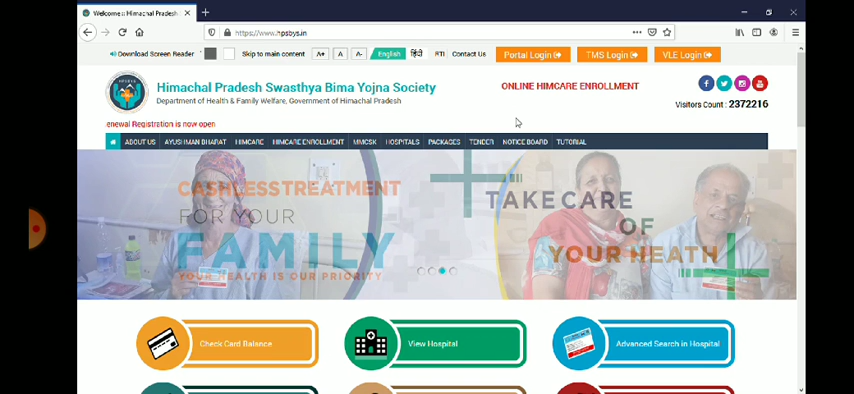 Welcome :: Himachal Pradesh
https://www.hpsbys.in
Download Screen Reader
Skip to main content
A+ A A-
English हिंदी RTI Contact Us
Portal Login
TMS Login
VLE Login
Himachal Pradesh Swasthya Bima Yojna Society
Department of Health & Family Welfare, Government of Himachal Pradesh
ONLINE HIMCARE ENROLLMENT
Visitors Count : 2372216
enewal Registration is now open
ABOUT US AYUSHMAN BHARAT HIMCARE HIMCARE ENROLLMENT MMCSK HOSPITALS PACKAGES TENDER NOTICE BOARD TUTORIAL
CASHLESS TREATMENT
FOR YOUR
FAMILY
YOUR HEALTH IS OUR PRIORITY
TAKE CARE
OF
YOUR HEATH
Check Card Balance
View Hospital
Advanced Search in Hospital